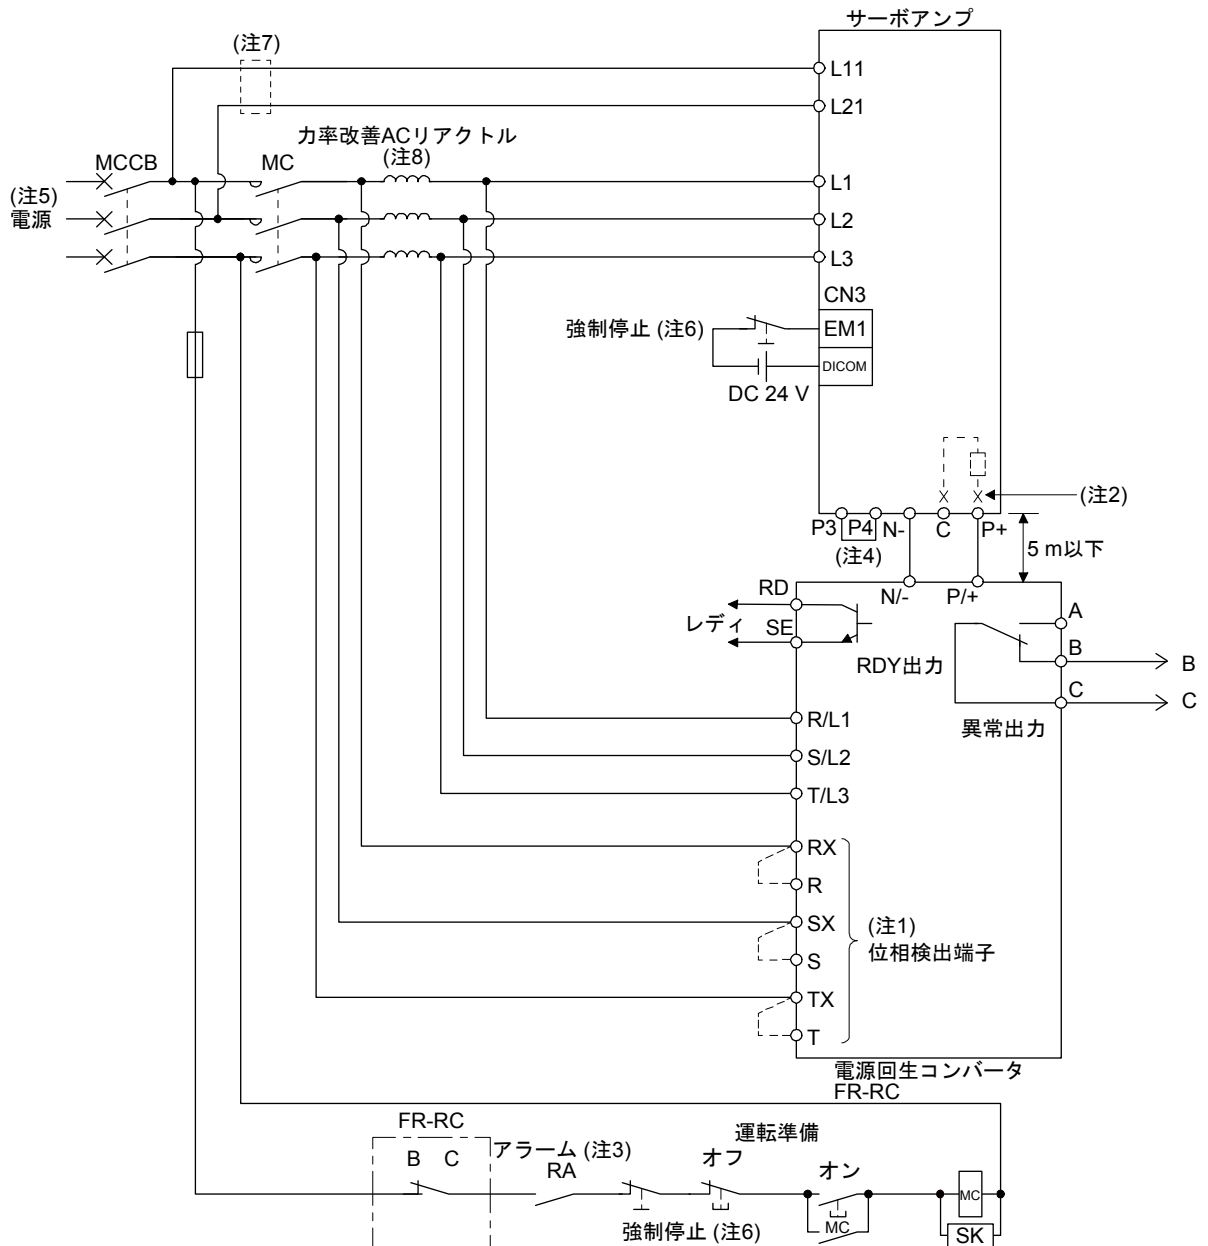 サーボアンプ
(注7)
L11
L21
力率改善ACリアクトル
(注8)
MCCB
MC
(注5)
電源
L1
L2
L3
CN3
強制停止 (注6)
EM1
DICOM
DC 24 V
(注2)
P3
P4
N-
C
P+
(注4)
5 m以下
N/-
P/+
RD
レディ
SE
RDY出力
A
B
B
C
C
異常出力
R/L1
S/L2
T/L3
RX
R
SX
(注1)
位相検出端子
S
TX
T
電源回生コンバータ
FR-RC
FR-RC
B
C
アラーム (注3)
RA
運転準備
オフ
オン
MC
MC
強制停止 (注6)
SK